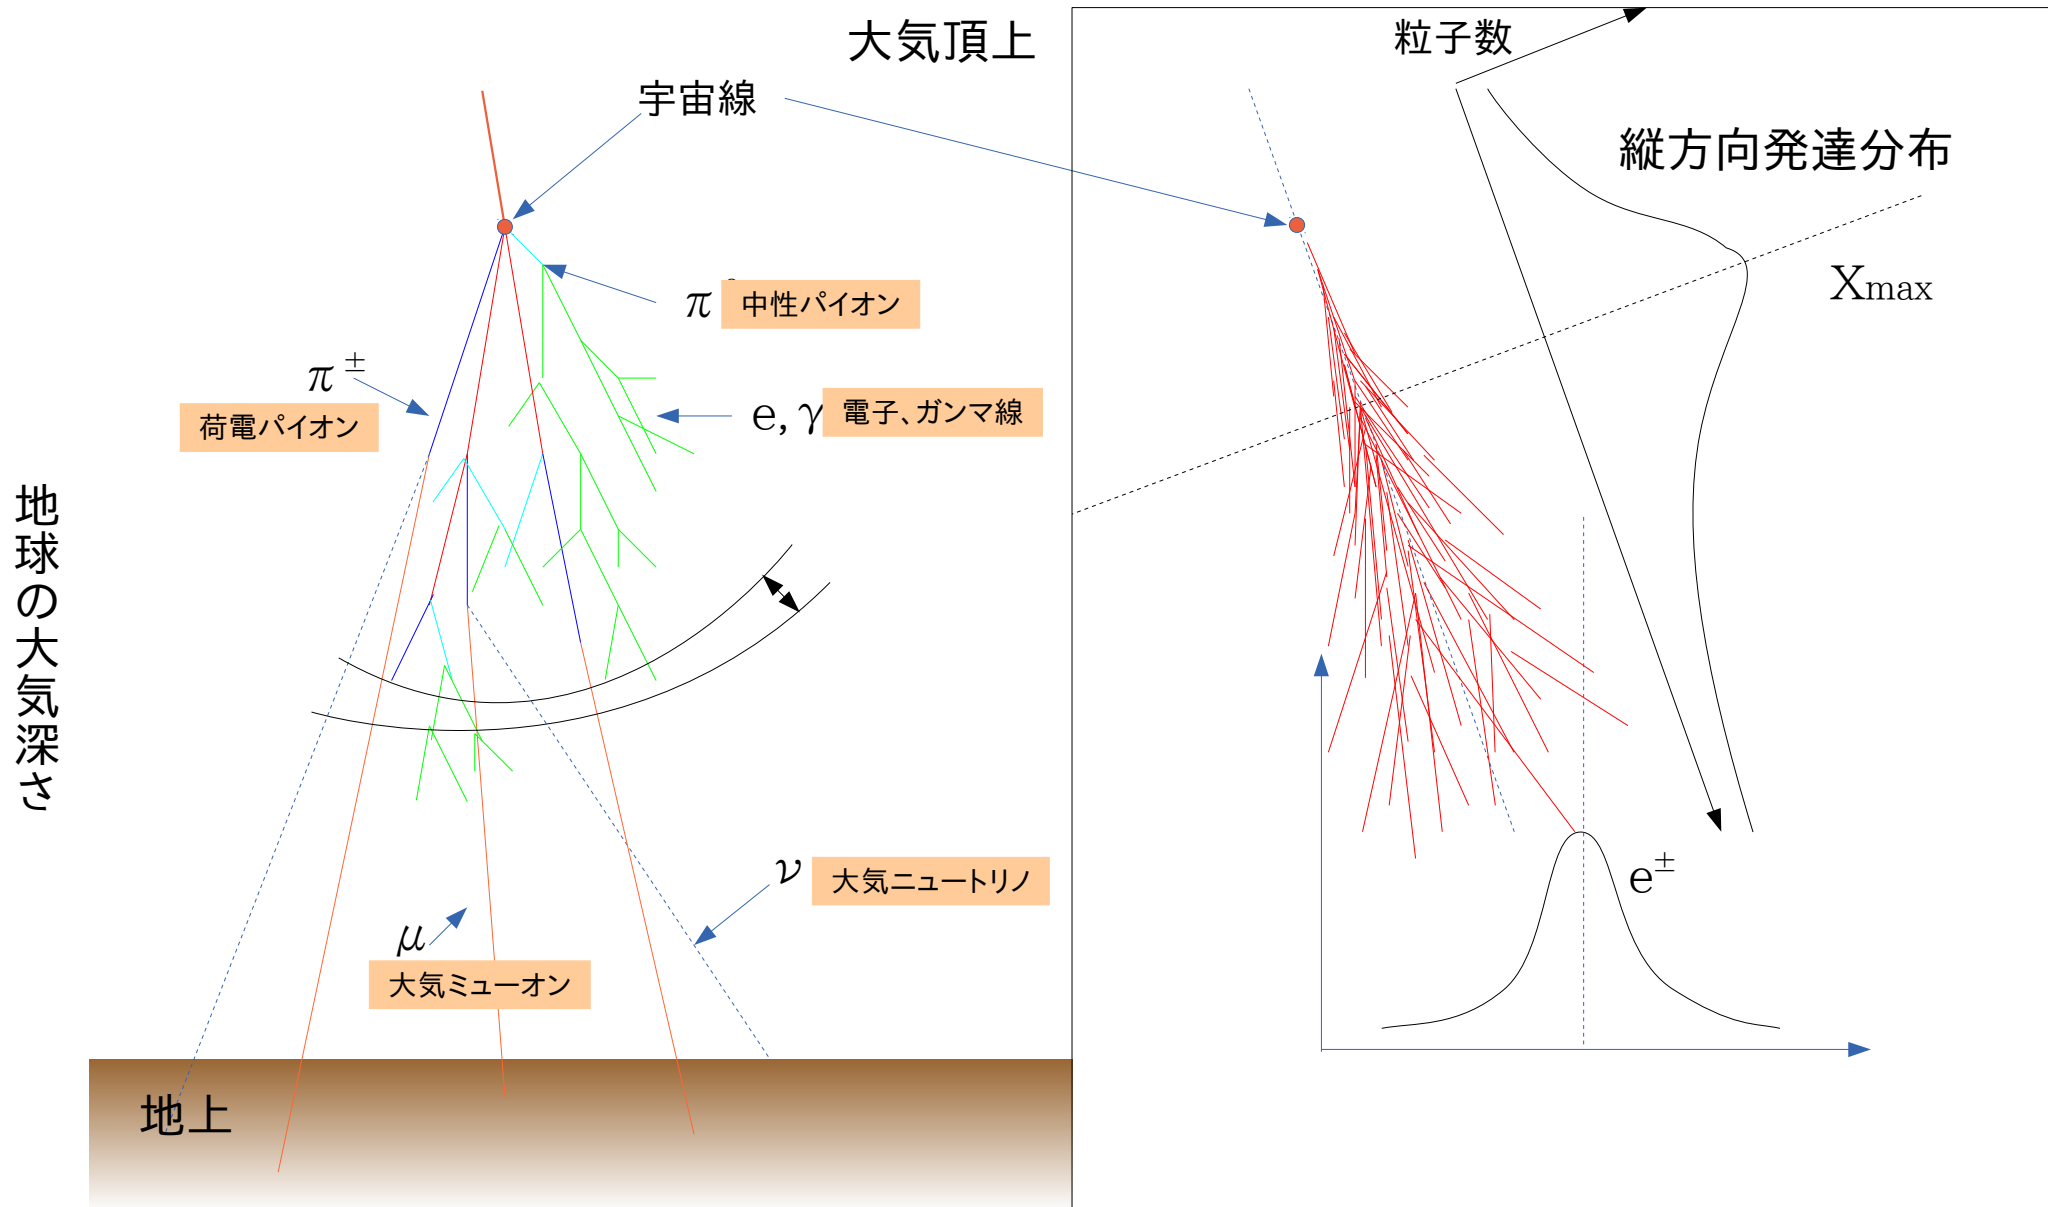 大気頂上
粒子数
宇宙線
縦方向発達分布
π
中性パイオン
Xmax
π±
荷電パイオン
e, γ
電子、ガンマ線
地球の大気深さ
ν
大気ニュートリノ
e±
μ
大気ミューオン
地上